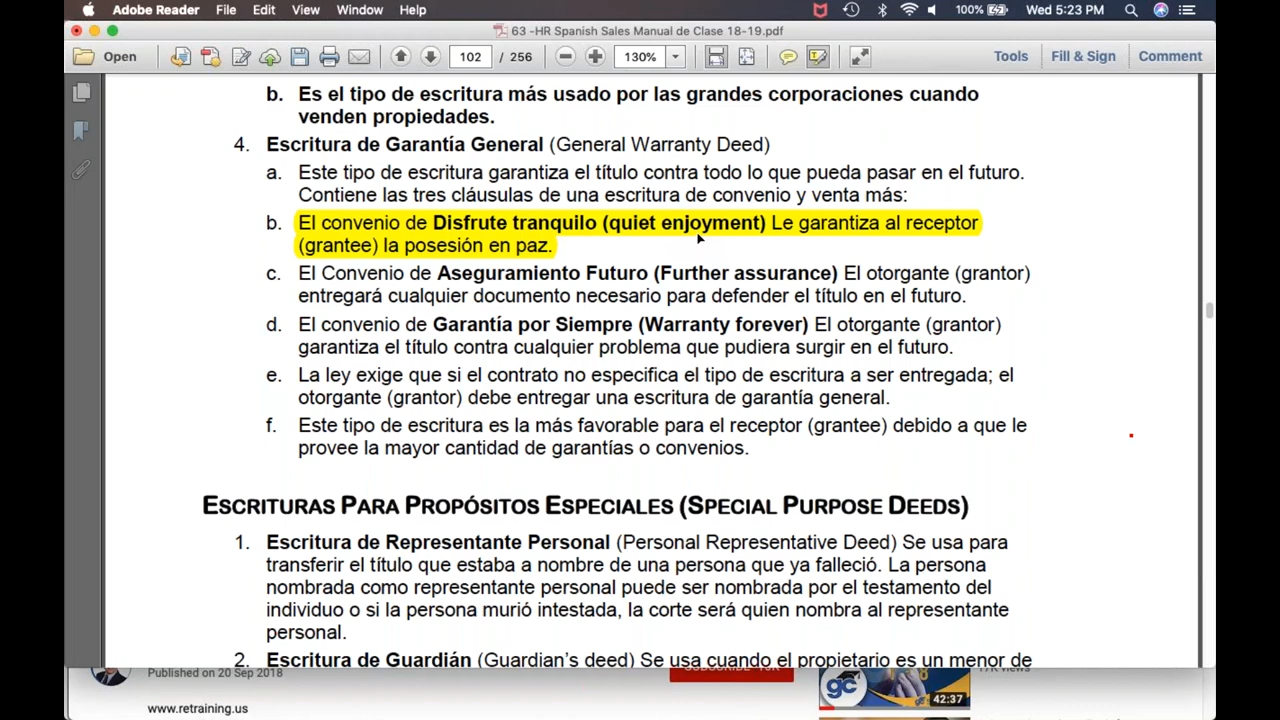 Adobe Reader File Edit View Window Help 100% Wed 5:23 PM
63 -HR Spanish Sales Manual de Clase 18-19.pdf
Open 102 / 256 130% Tools Fill & Sign Comment
b. Es el tipo de escritura más usado por las grandes corporaciones cuando
venden propiedades.
4. Escritura de Garantía General (General Warranty Deed)
a. Este tipo de escritura garantiza el título contra todo lo que pueda pasar en el futuro.
Contiene las tres cláusulas de una escritura de convenio y venta más:
b. El convenio de Disfrute tranquilo (quiet enjoyment) Le garantiza al receptor
(grantee) la posesión en paz.
c. El Convenio de Aseguramiento Futuro (Further assurance) El otorgante (grantor)
entregará cualquier documento necesario para defender el título en el futuro.
d. El convenio de Garantía por Siempre (Warranty forever) El otorgante (grantor)
garantiza el título contra cualquier problema que pudiera surgir en el futuro.
e. La ley exige que si el contrato no especifica el tipo de escritura a ser entregada; el
otorgante (grantor) debe entregar una escritura de garantía general.
f. Este tipo de escritura es la más favorable para el receptor (grantee) debido a que le
provee la mayor cantidad de garantías o convenios.
ESCRITURAS PARA PROPÓSITOS ESPECIALES (SPECIAL PURPOSE DEEDS)
1. Escritura de Representante Personal (Personal Representative Deed) Se usa para
transferir el título que estaba a nombre de una persona que ya falleció. La persona
nombrada como representante personal puede ser nombrada por el testamento del
individuo o si la persona murió intestada, la corte será quien nombra al representante
personal.
2. Escritura de Guardián (Guardian's deed) Se usa cuando el propietario es un menor de
Published on 20 Sep 2018
gc 42:37
www.retraining.us